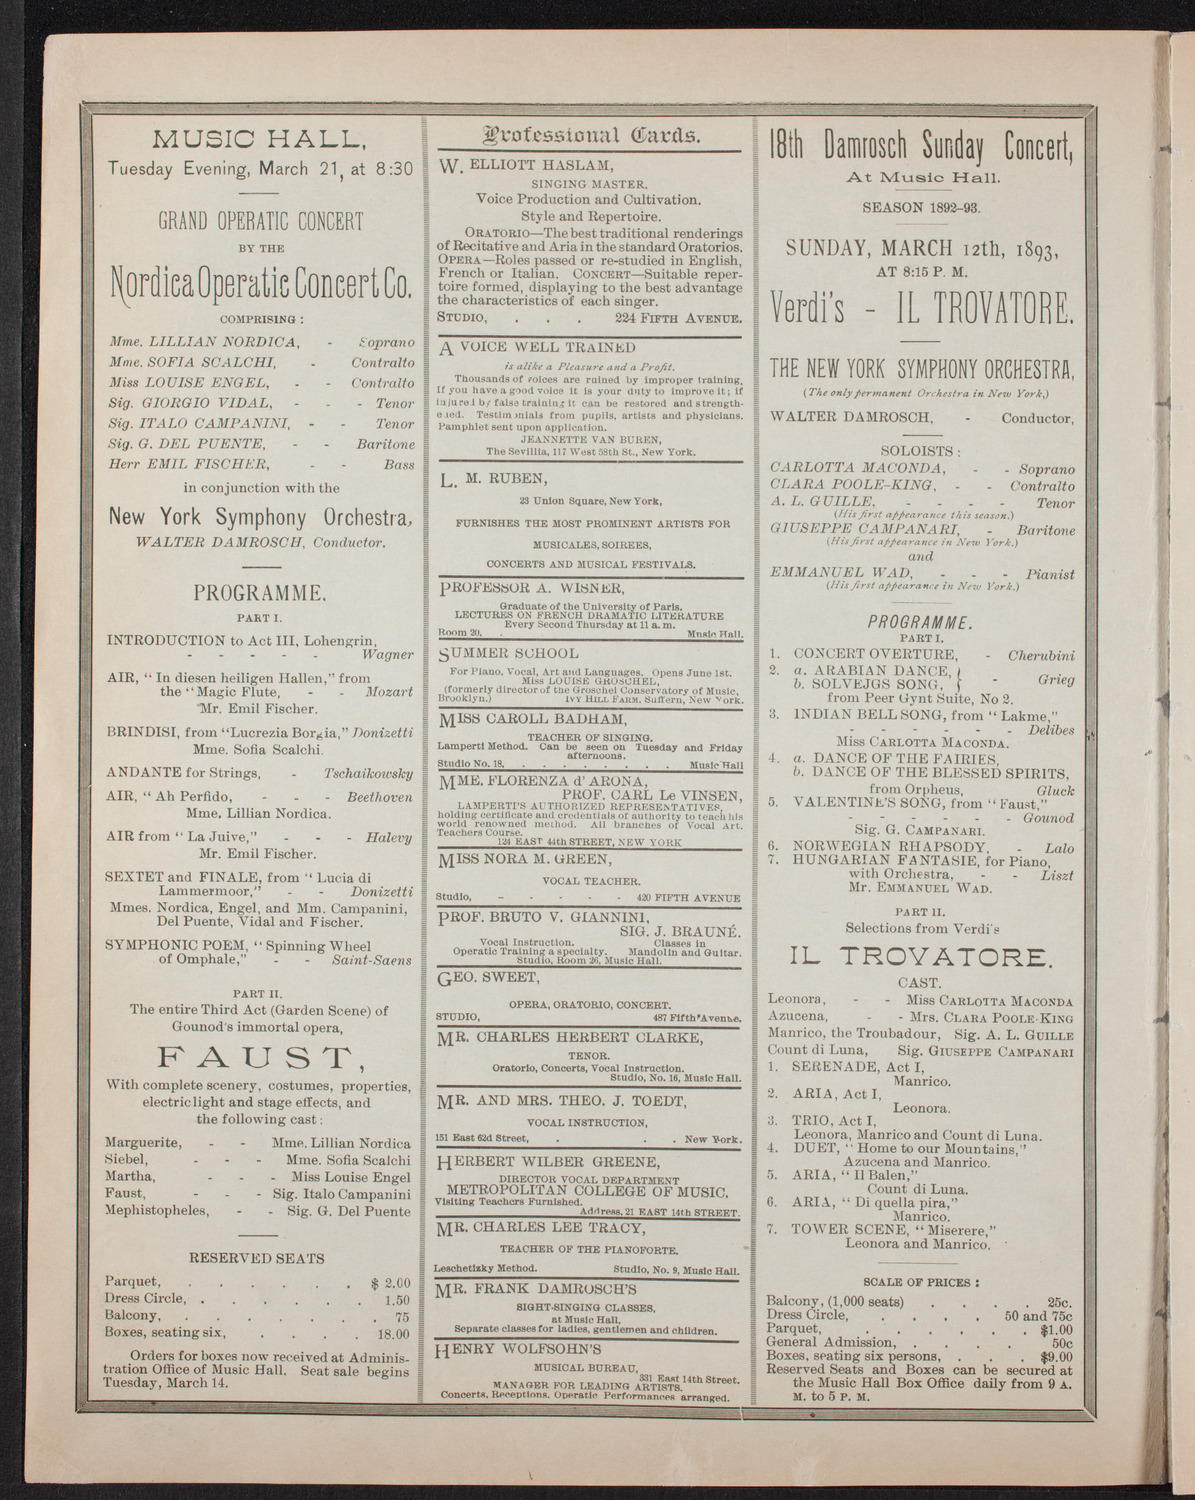 MUSIC HALL,
Tuesday Evening, March 21, at 8:30
GRAND OPERATIC CONCERT
BY THE
Nordica Operatic Concert Co.
COMPRISING:
Mme. LILLIAN NORDICA, - Soprano
Mme. SOFIA SCALCHI, - Contralto
Miss LOUISE ENGEL, - - Contralto
Sig. GIORGIO VIDAL, - - - Tenor
Sig. ITALO CAMPANINI, - - Tenor
Sig. G. DEL PUENTE, - - Baritone
Herr EMIL FISCHER, - - Bass
in conjunction with the
New York Symphony Orchestra,
WALTER DAMROSCH, Conductor.
PROGRAMME.
PART I.
INTRODUCTION to Act III, Lohengrin,
- - - - - Wagner
AIR, "In diesen heiligen Hallen," from
the "Magic Flute, - - Mozart
Mr. Emil Fischer.
BRINDISI, from "Lucrezia Borgia," Donizetti
Mme. Sofia Scalchi.
ANDANTE for Strings, - Tschaikowsky
AIR, "Ah Perfido, - - - Beethoven
Mme. Lillian Nordica.
AIR from "La Juive," - - - Halevy
Mr. Emil Fischer.
SEXTET and FINALE, from "Lucia di
Lammermoor," - - Donizetti
Mmes. Nordica, Engel, and Mm. Campanini,
Del Puente, Vidal and Fischer.
SYMPHONIC POEM, "Spinning Wheel
of Omphale," - - Saint-Saens
PART II.
The entire Third Act (Garden Scene) of
Gounod's immortal opera,
FAUST,
With complete scenery, costumes, properties,
electric light and stage effects, and
the following cast:
Marguerite, - - Mme. Lillian Nordica
Siebel, - - - Mme. Sofia Scalchi
Martha, - - - Miss Louise Engel
Faust, - - - Sig. Italo Campanini
Mephistopheles, - - Sig. G. Del Puente
RESERVED SEATS
Parquet, . . . . . . $ 2.00
Dress Circle, . . . . . . 1.50
Balcony, . . . . . . . 75
Boxes, seating six, . . . . 18.00
Orders for boxes now received at Adminis-
tration Office of Music Hall. Seat sale begins
Tuesday, March 14.
Professional Cards.
W. ELLIOTT HASLAM,
SINGING MASTER.
Voice Production and Cultivation.
Style and Repertoire.
ORATORIO—The best traditional renderings
of Recitative and Aria in the standard Oratorios.
OPERA—Roles passed or re-studied in English,
French or Italian. CONCERT—Suitable reper-
toire formed, displaying to the best advantage
the characteristics of each singer.
STUDIO, . . . 224 FIFTH AVENUE.
A VOICE WELL TRAINED
is alike a Pleasure and a Profit.
Thousands of voices are ruined by improper training.
If you have a good voice it is your duty to improve it; if
injured by false training it can be restored and strength-
ened. Testimonials from pupils, artists and physicians.
Pamphlet sent upon application.
JEANNETTE VAN BUREN,
The Sevillia, 117 West 58th St., New York.
L. M. RUBEN,
23 Union Square, New York,
FURNISHES THE MOST PROMINENT ARTISTS FOR
MUSICALES, SOIREES,
CONCERTS AND MUSICAL FESTIVALS.
PROFESSOR A. WISNER,
Graduate of the University of Paris.
LECTURES ON FRENCH DRAMATIC LITERATURE
Every Second Thursday at 11 a. m.
Room 20. . Music Hall.
SUMMER SCHOOL
For Piano, Vocal, Art and Languages. Opens June 1st.
Miss LOUISE GROSCHEL,
(formerly director of the Groschel Conservatory of Music,
Brooklyn.) IVY HILL FARM. Suffern, New York.
MISS CAROLL BADHAM,
TEACHER OF SINGING.
Lamperti Method. Can be seen on Tuesday and Friday
afternoons.
Studio No. 18, . . . . . . . . Music Hall
MME. FLORENZA d' ARONA,
PROF. CARL Le VINSEN,
LAMPERTI'S AUTHORIZED REPRESENTATIVES,
holding certificate and credentials of authority to teach his
world renowned method. All branches of Vocal Art.
Teachers Course.
124 EAST 44th STREET, NEW YORK
MISS NORA M. GREEN,
VOCAL TEACHER.
Studio, - - - - - 420 FIFTH AVENUE
PROF. BRUTO V. GIANNINI,
SIG. J. BRAUNÉ.
Vocal Instruction. Classes in
Operatic Training a specialty. Mandolin and Guitar.
Studio, Room 26, Music Hall.
GEO. SWEET,
OPERA, ORATORIO, CONCERT.
STUDIO, 487 Fifth Avenue.
MR. CHARLES HERBERT CLARKE,
TENOR.
Oratorio, Concerts, Vocal Instruction.
Studio, No. 16, Music Hall.
MR. AND MRS. THEO. J. TOEDT,
VOCAL INSTRUCTION,
151 East 62d Street, . . . New York.
HERBERT WILBER GREENE,
DIRECTOR VOCAL DEPARTMENT
METROPOLITAN COLLEGE OF MUSIC.
Visiting Teachers Furnished.
Address, 21 EAST 14th STREET.
MR. CHARLES LEE TRACY,
TEACHER OF THE PIANOFORTE.
Leschetizky Method. Studio, No. 9, Music Hall.
MR. FRANK DAMROSCH'S
SIGHT-SINGING CLASSES,
at Music Hall,
Separate classes for ladies, gentlemen and children.
HENRY WOLFSOHN'S
MUSICAL BUREAU,
331 East 14th Street.
MANAGER FOR LEADING ARTISTS.
Concerts, Receptions, Operatic Performances arranged.
18th Damrosch Sunday Concert,
At Music Hall.
SEASON 1892-93.
SUNDAY, MARCH 12th, 1893,
AT 8:15 P. M.
Verdi's - IL TROVATORE.
THE NEW YORK SYMPHONY ORCHESTRA,
(The only permanent Orchestra in New York,)
WALTER DAMROSCH, - Conductor,
SOLOISTS:
CARLOTTA MACONDA, - - Soprano
CLARA POOLE-KING, - - Contralto
A. L. GUILLE, - - - - Tenor
(His first appearance this season.)
GIUSEPPE CAMPANARI, - Baritone
(His first appearance in New York.)
and
EMMANUEL WAD, - - - Pianist
(His first appearance in New York.)
PROGRAMME.
PART I.
1. CONCERT OVERTURE, - Cherubini
2. a. ARABIAN DANCE, }
b. SOLVEJGS SONG, } - Grieg
from Peer Gynt Suite, No 2.
3. INDIAN BELL SONG, from "Lakme,"
- - - - - - Delibes
Miss CARLOTTA MACONDA.
4. a. DANCE OF THE FAIRIES,
b. DANCE OF THE BLESSED SPIRITS,
from Orpheus, Gluck
5. VALENTINE'S SONG, from "Faust,"
- - - - - - - Gounod
Sig. G. CAMPANARI.
6. NORWEGIAN RHAPSODY, - Lalo
7. HUNGARIAN FANTASIE, for Piano,
with Orchestra, - - Liszt
Mr. EMMANUEL WAD.
PART II.
Selections from Verdi's
IL TROVATORE.
CAST.
Leonora, - - Miss CARLOTTA MACONDA
Azucena, - - Mrs. CLARA POOLE-KING
Manrico, the Troubadour, Sig. A. L. GUILLE
Count di Luna, Sig. GIUSEPPE CAMPANARI
1. SERENADE, Act I,
Manrico.
2. ARIA, Act I,
Leonora.
3. TRIO, Act I,
Leonora, Manrico and Count di Luna.
4. DUET, "Home to our Mountains,"
Azucena and Manrico.
5. ARIA, "Il Balen,"
Count di Luna.
6. ARIA, "Di quella pira,"
Manrico.
7. TOWER SCENE, "Miserere,"
Leonora and Manrico.
SCALE OF PRICES:
Balcony, (1,000 seats) . . . . 25c.
Dress Circle, . . . . 50 and 75c
Parquet, . . . . . . $1.00
General Admission, . . . . 50c
Boxes, seating six persons, . . . $9.00
Reserved Seats and Boxes can be secured at
the Music Hall Box Office daily from 9 A.
M. to 5 P. M.